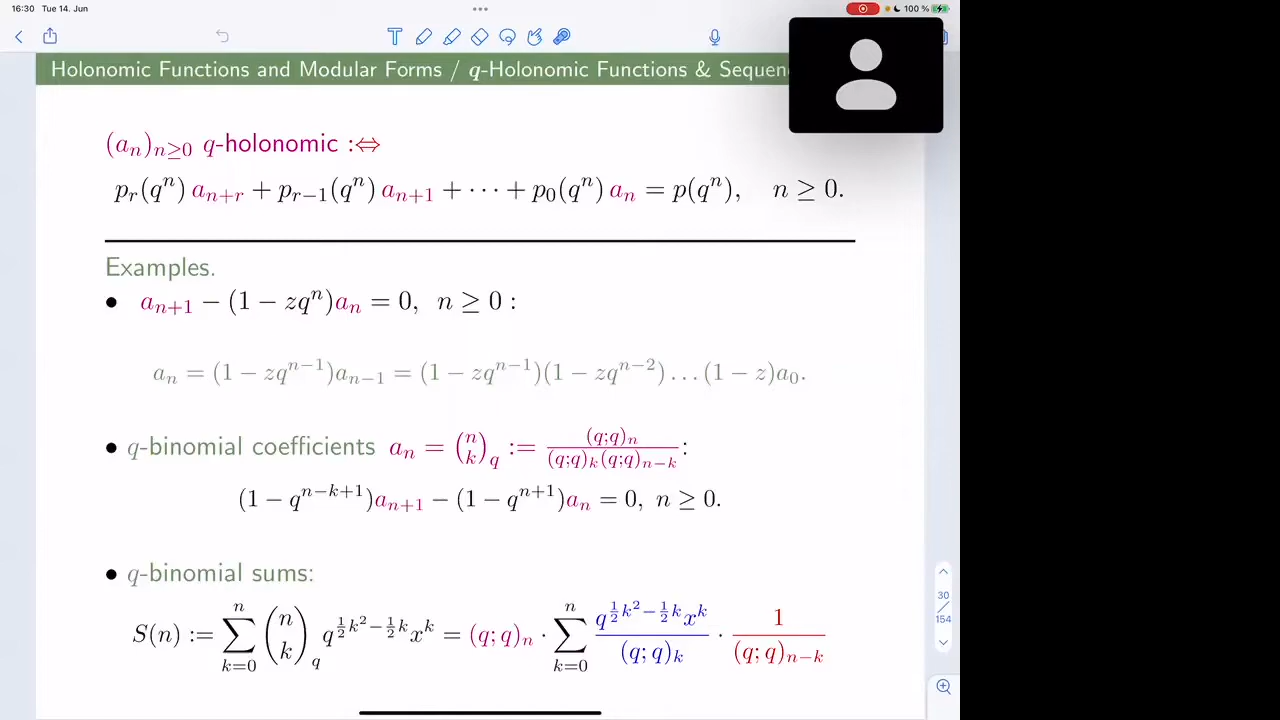 16:30 Tue 14. Jun
100 %
Holonomic Functions and Modular Forms / q-Holonomic Functions & Sequen
(a_n)_{n≥0} q-holonomic :⇔
p_r(q^n) a_{n+r} + p_{r−1}(q^n) a_{n+1} + ⋯ + p_0(q^n) a_n = p(q^n), n ≥ 0.
Examples.
• a_{n+1} − (1 − zq^n)a_n = 0, n ≥ 0 :
a_n = (1 − zq^{n−1})a_{n−1} = (1 − zq^{n−1})(1 − zq^{n−2}) . . . (1 − z)a_0.
• q-binomial coefficients a_n = \binom{n}{k}_q := \frac{(q;q)_n}{(q;q)_k(q;q)_{n−k}}:
(1 − q^{n−k+1})a_{n+1} − (1 − q^{n+1})a_n = 0, n ≥ 0.
• q-binomial sums:
S(n) := \sum_{k=0}^{n} \binom{n}{k}_q q^{\frac{1}{2}k^2−\frac{1}{2}k} x^k = (q; q)_n · \sum_{k=0}^{n} \frac{q^{\frac{1}{2}k^2−\frac{1}{2}k} x^k}{(q; q)_k} · \frac{1}{(q; q)_{n−k}}
30
/
154